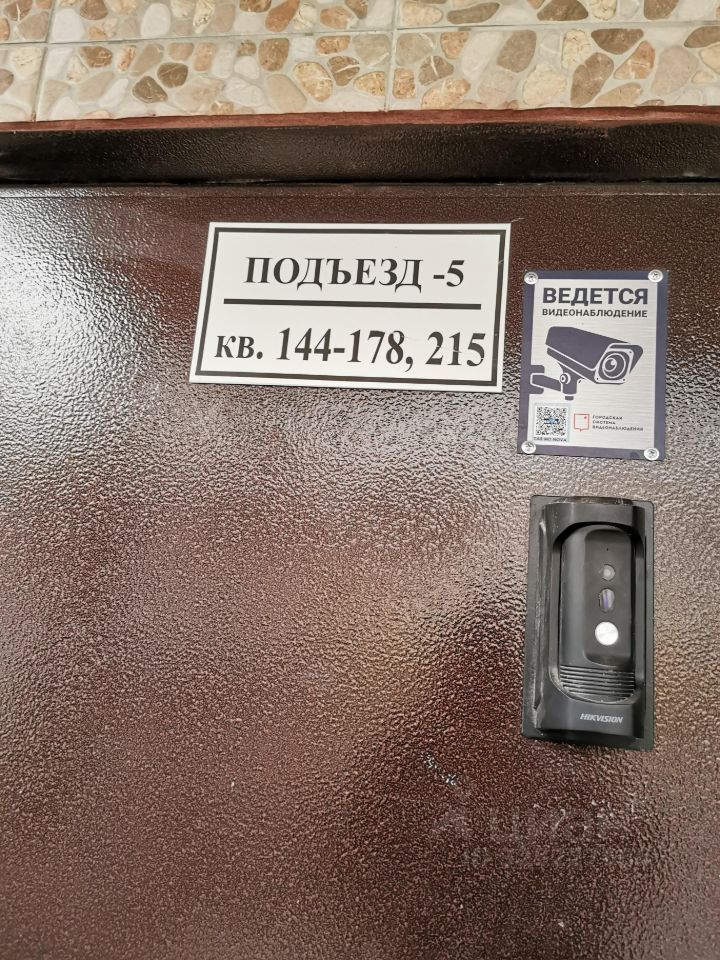 ПОДЪЕЗД -5
кв. 144-178, 215
ВЕДЕТСЯ
ВИДЕОНАБЛЮДЕНИЕ
ГОРОДСКАЯ
СИСТЕМА
ВИДЕОНАБЛЮДЕНИЯ
HIKVISION